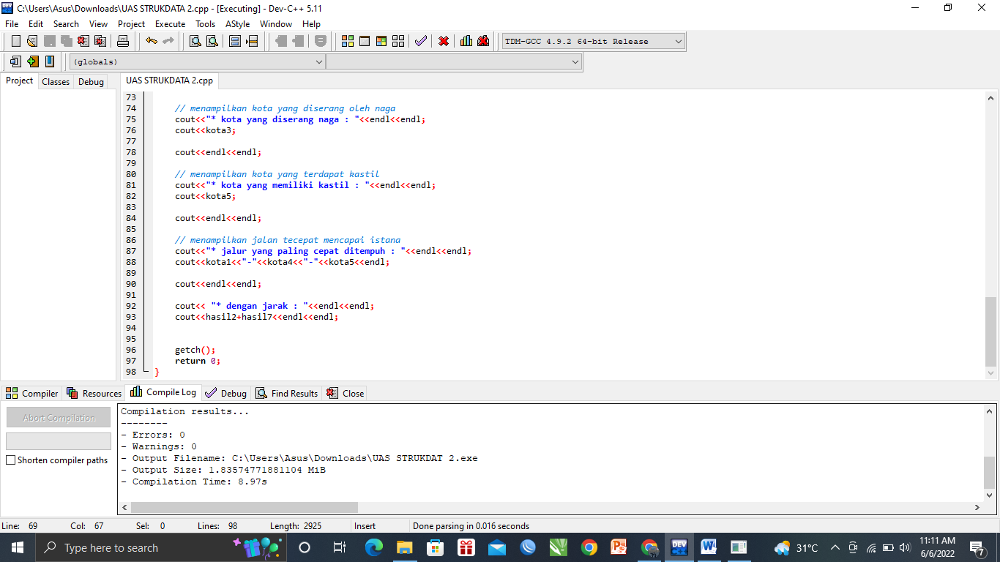 C:\Users\Asus\Downloads\UAS STRUKDATA 2.cpp - [Executing] - Dev-C++ 5.11
File Edit Search View Project Execute Tools AStyle Window Help
TDM-GCC 4.9.2 64-bit Release
(globals)
Project Classes Debug
UAS STRUKDATA 2.cpp
73
74 // menampilkan kota yang diserang oleh naga
75 cout<<"* kota yang diserang naga : "<<endl<<endl;
76 cout<<kota3;
77
78 cout<<endl<<endl;
79
80 // menampilkan kota yang terdapat kastil
81 cout<<"* kota yang memiliki kastil : "<<endl<<endl;
82 cout<<kota5;
83
84 cout<<endl<<endl;
85
86 // menampilkan jalan tecepat mencapai istana
87 cout<<"* jalur yang paling cepat ditempuh : "<<endl<<endl;
88 cout<<kota1<<"-"<<kota4<<"-"<<kota5<<endl;
89
90 cout<<endl<<endl;
91
92 cout<< "* dengan jarak : "<<endl<<endl;
93 cout<<hasil2+hasil7<<endl<<endl;
94
95
96 getch();
97 return 0;
98 }
Compiler Resources Compile Log Debug Find Results Close
Abort Compilation
Shorten compiler paths
Compilation results...
--------
- Errors: 0
- Warnings: 0
- Output Filename: C:\Users\Asus\Downloads\UAS STRUKDAT 2.exe
- Output Size: 1.83574771881104 MiB
- Compilation Time: 8.97s
Line: 69 Col: 67 Sel: 0 Lines: 98 Length: 2925 Insert Done parsing in 0.016 seconds
Type here to search
DEV
31°C
11:11 AM
6/6/2022
7